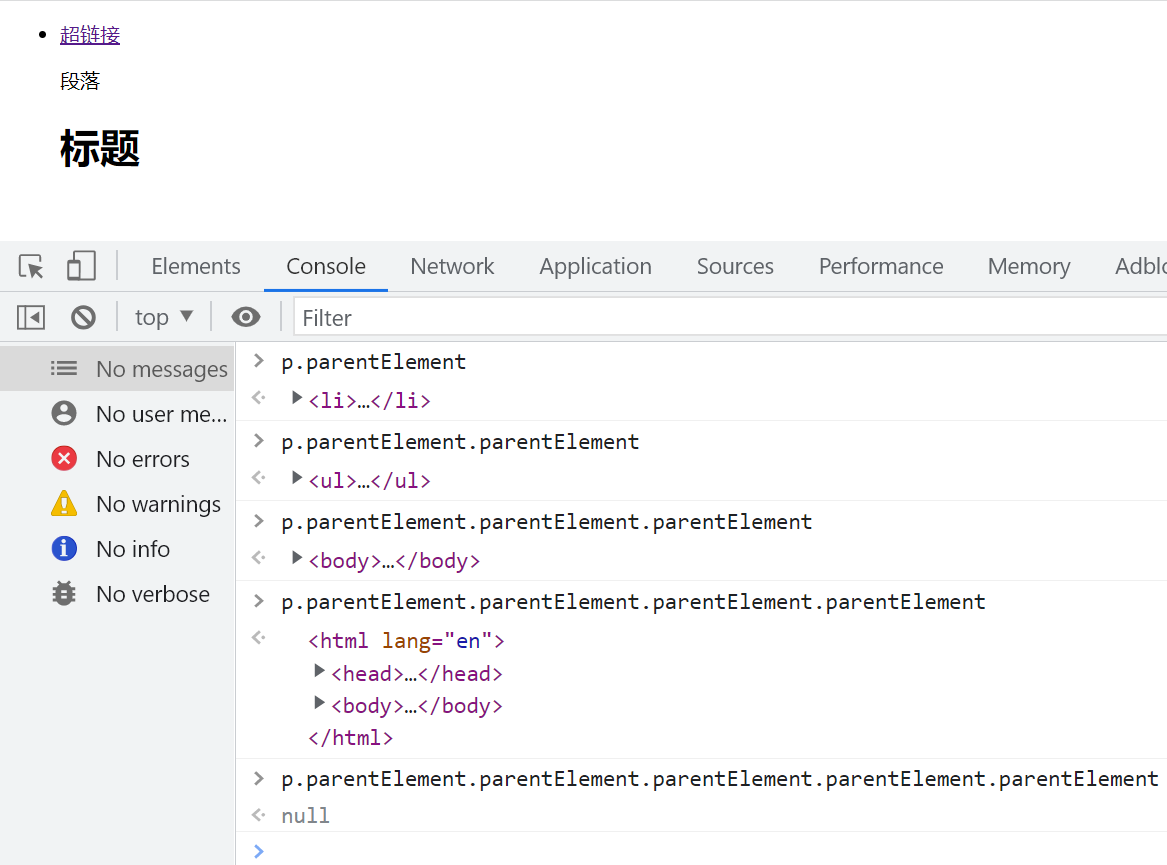 超链接
段落
标题
Elements Console Network Application Sources Performance Memory Adblo
top Filter
No messages
No user me...
No errors
No warnings
No info
No verbose
p.parentElement
<li>…</li>
p.parentElement.parentElement
<ul>…</ul>
p.parentElement.parentElement.parentElement
<body>…</body>
p.parentElement.parentElement.parentElement.parentElement
<html lang="en">
<head>…</head>
<body>…</body>
</html>
p.parentElement.parentElement.parentElement.parentElement.parentElement
null